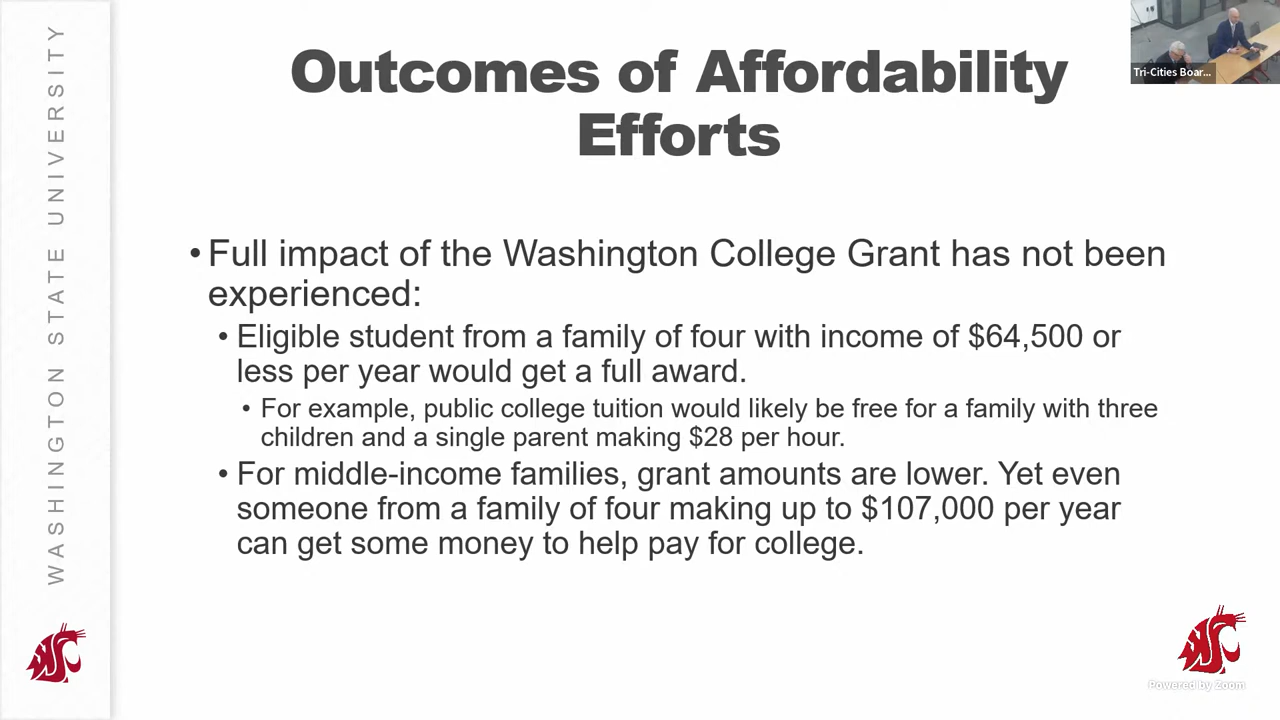 WASHINGTON STATE UNIVERSITY
Outcomes of Affordability
Efforts
Tri-Cities Boar...
• Full impact of the Washington College Grant has not been
experienced:
• Eligible student from a family of four with income of $64,500 or
less per year would get a full award.
• For example, public college tuition would likely be free for a family with three
children and a single parent making $28 per hour.
• For middle-income families, grant amounts are lower. Yet even
someone from a family of four making up to $107,000 per year
can get some money to help pay for college.
Powered by Zoom